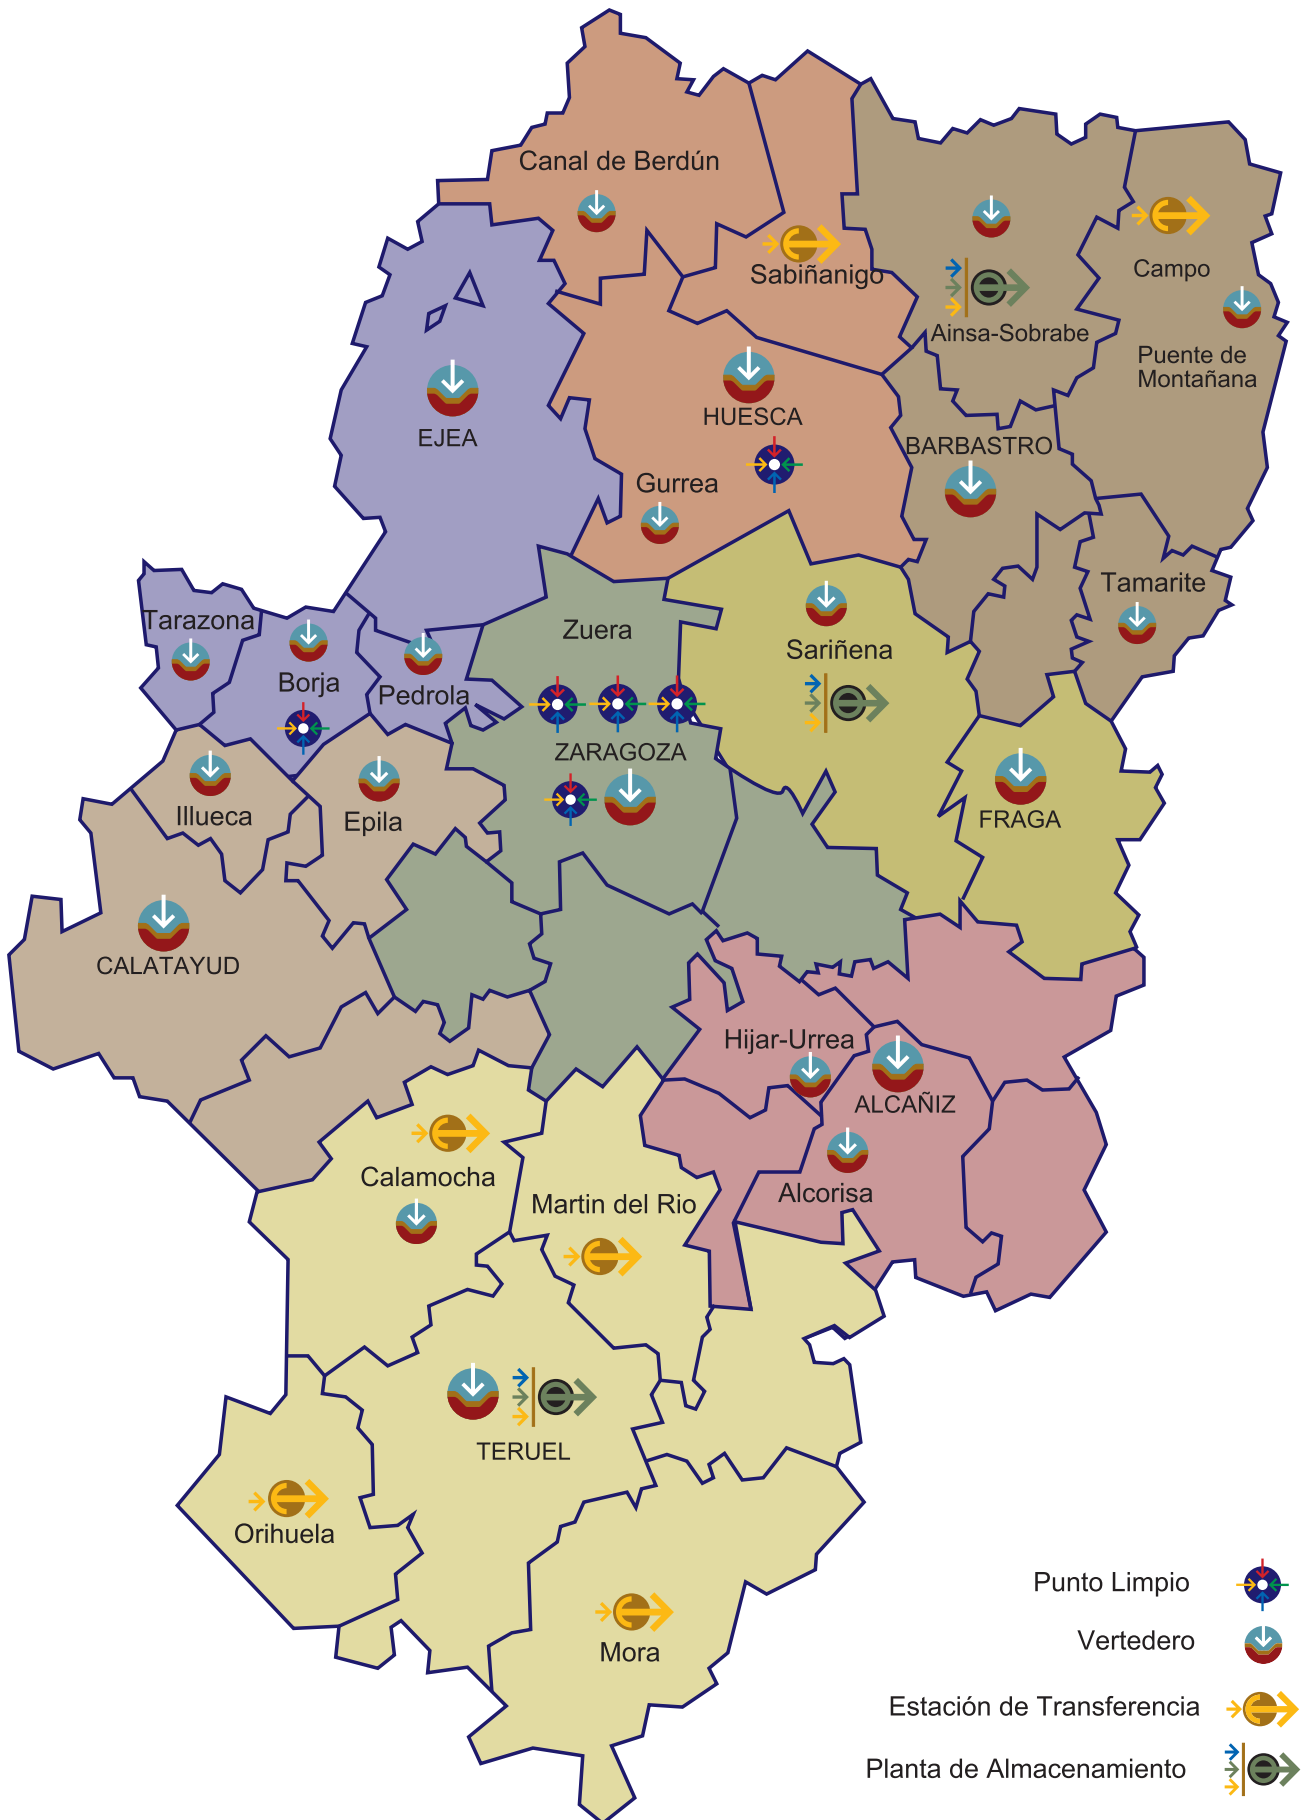 Canal de Berdún
Sabiñanigo
Campo
Ainsa-Sobrabe
Puente de
Montañana
HUESCA
EJEA
BARBASTRO
Gurrea
Tamarite
Tarazona
Zuera
Sariñena
Borja
Pedrola
ZARAGOZA
Illueca
Epila
FRAGA
CALATAYUD
Hijar-Urrea
ALCAÑIZ
Calamocha
Alcorisa
Martin del Rio
TERUEL
Orihuela
Mora
Punto Limpio
Vertedero
Estación de Transferencia
Planta de Almacenamiento